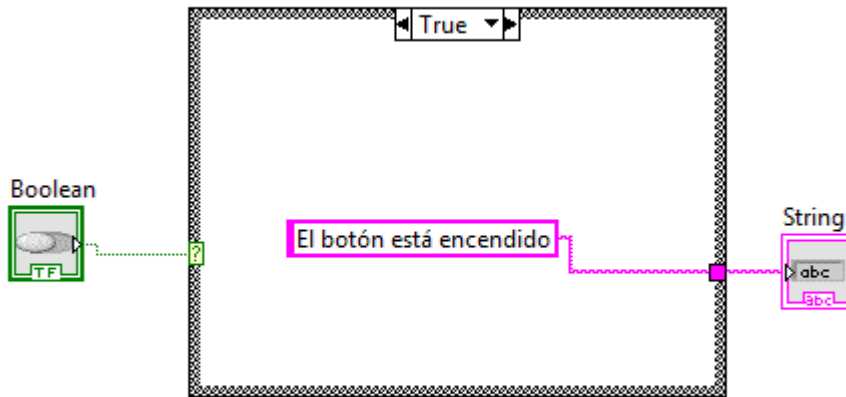 True
Boolean
TF
?
El botón está encendido
String
abc
abc